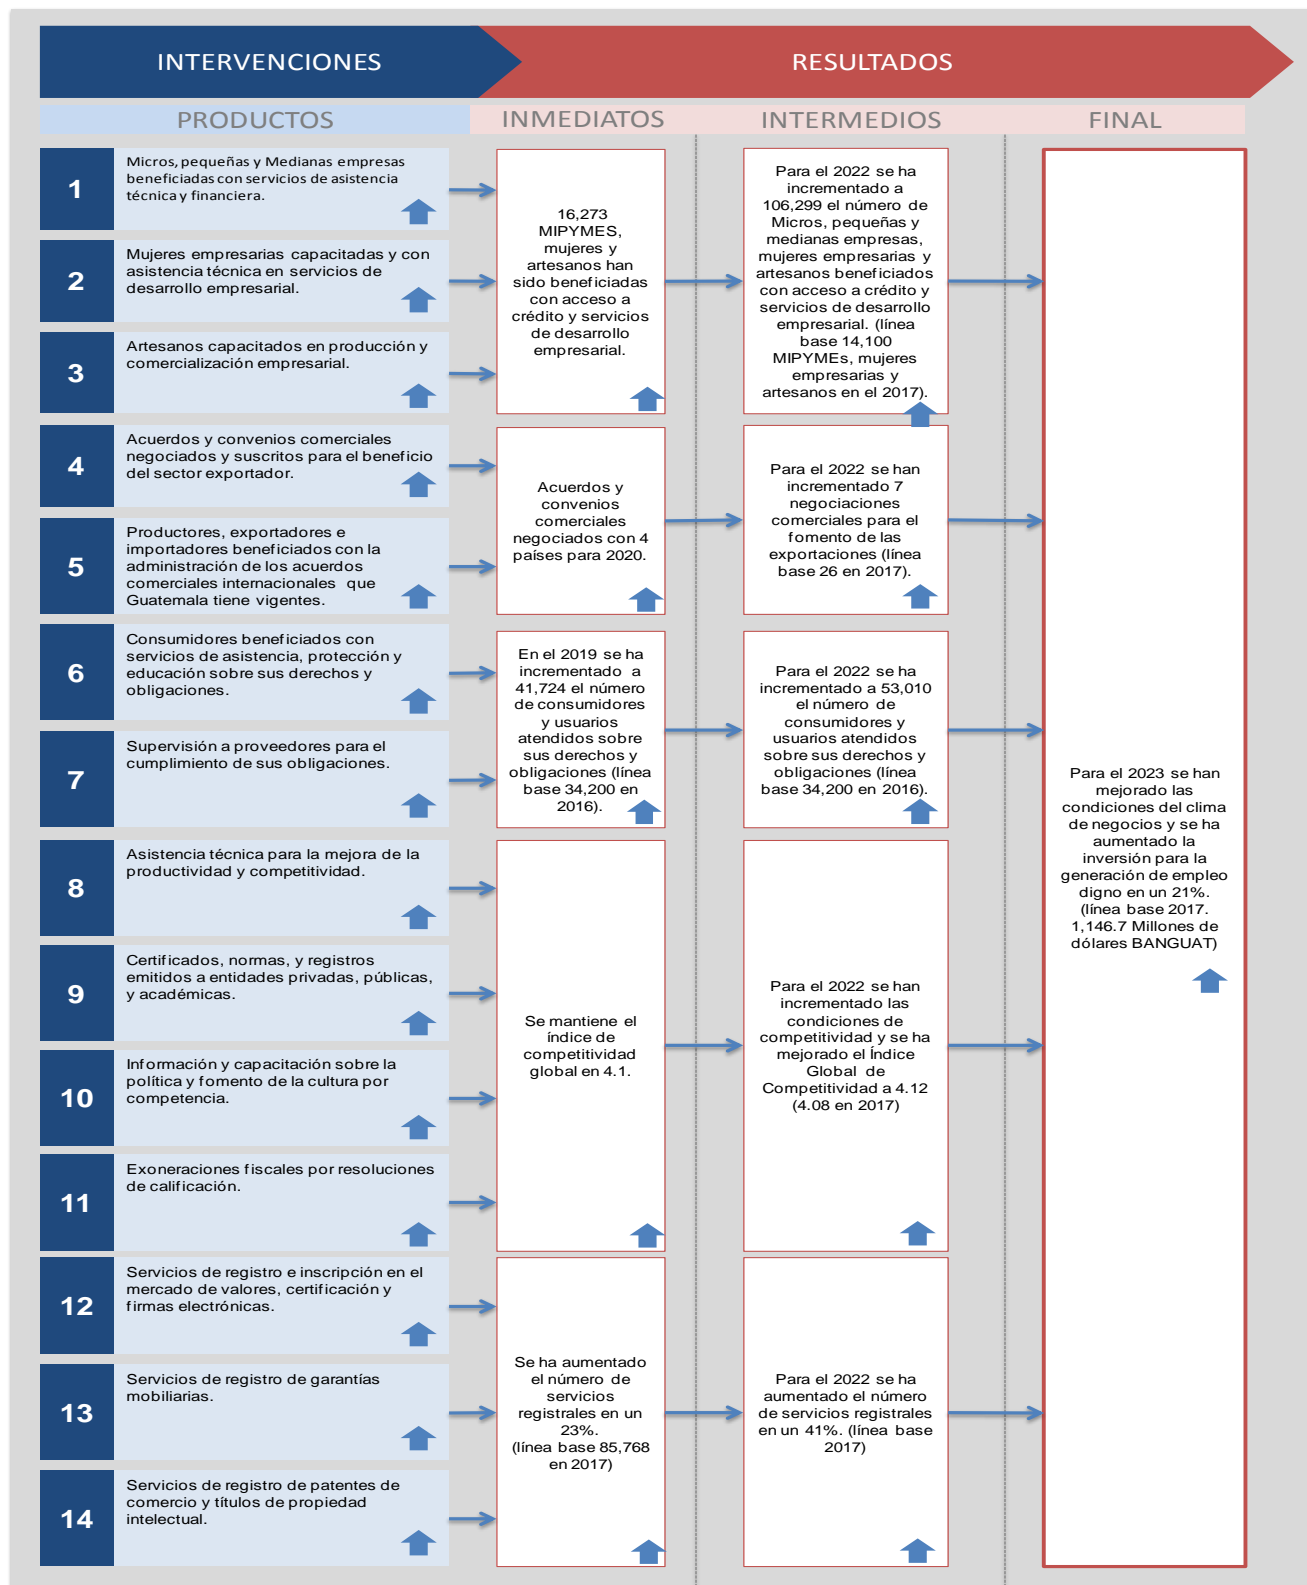 INTERVENCIONES
RESULTADOS
PRODUCTOS
INMEDIATOS
INTERMEDIOS
FINAL
1
Micros, pequeñas y Medianas empresas
beneficiadas con servicios de asistencia
técnica y financiera.
2
Mujeres empresarias capacitadas y con
asistencia técnica en servicios de
desarrollo empresarial.
3
Artesanos capacitados en producción y
comercialización empresarial.
16,273
MIPYMES,
mujeres y
artesanos han
sido beneficiadas
con acceso a
crédito y servicios
de desarrollo
empresarial.
Para el 2022 se ha
incrementado a
106,299 el número de
Micros, pequeñas y
medianas empresas,
mujeres empresarias y
artesanos beneficiados
con acceso a crédito y
servicios de desarrollo
empresarial. (línea
base 14,100
MIPYMEs, mujeres
empresarias y
artesanos en el 2017).
4
Acuerdos y convenios comerciales
negociados y suscritos para el beneficio
del sector exportador.
5
Productores, exportadores e
importadores beneficiados con la
administración de los acuerdos
comerciales internacionales que
Guatemala tiene vigentes.
Acuerdos y
convenios
comerciales
negociados con 4
países para 2020.
Para el 2022 se han
incrementado 7
negociaciones
comerciales para el
fomento de las
exportaciones (línea
base 26 en 2017).
6
Consumidores beneficiados con
servicios de asistencia, protección y
educación sobre sus derechos y
obligaciones.
7
Supervisión a proveedores para el
cumplimiento de sus obligaciones.
En el 2019 se ha
incrementado a
41,724 el número
de consumidores
y usuarios
atendidos sobre
sus derechos y
obligaciones (línea
base 34,200 en
2016).
Para el 2022 se ha
incrementado a 53,010
el número de
consumidores y
usuarios atendidos
sobre sus derechos y
obligaciones (línea
base 34,200 en 2016).
8
Asistencia técnica para la mejora de la
productividad y competitividad.
9
Certificados, normas, y registros
emitidos a entidades privadas, públicas,
y académicas.
10
Información y capacitación sobre la
política y fomento de la cultura por
competencia.
11
Exoneraciones fiscales por resoluciones
de calificación.
Se mantiene el
índice de
competitividad
global en 4.1.
Para el 2022 se han
incrementado las
condiciones de
competitividad y se ha
mejorado el Índice
Global de
Competitividad a 4.12
(4.08 en 2017)
12
Servicios de registro e inscripción en el
mercado de valores, certificación y
firmas electrónicas.
13
Servicios de registro de garantías
mobiliarias.
14
Servicios de registro de patentes de
comercio y títulos de propiedad
intelectual.
Se ha aumentado
el número de
servicios
registrales en un
23%.
(línea base 85,768
en 2017)
Para el 2022 se ha
aumentado el número
de servicios registrales
en un 41%. (línea base
2017)
Para el 2023 se han
mejorado las
condiciones del clima
de negocios y se ha
aumentado la
inversión para la
generación de empleo
digno en un 21%.
(línea base 2017.
1,146.7 Millones de
dólares BANGUAT)